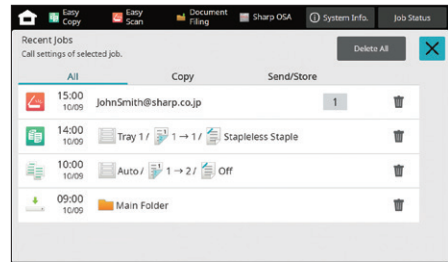 Easy Copy
Easy Scan
Document Filing
Sharp OSA
System Info.
Job Status
Recent Jobs
Call settings of selected job.
Delete All
All
Copy
Send/Store
15:00
10/09
JohnSmith@sharp.co.jp
1
14:00
10/09
Tray 1 / 1 → 1 / Stapleless Staple
10:00
10/09
Auto / 1 → 2 / Off
09:00
10/09
Main Folder